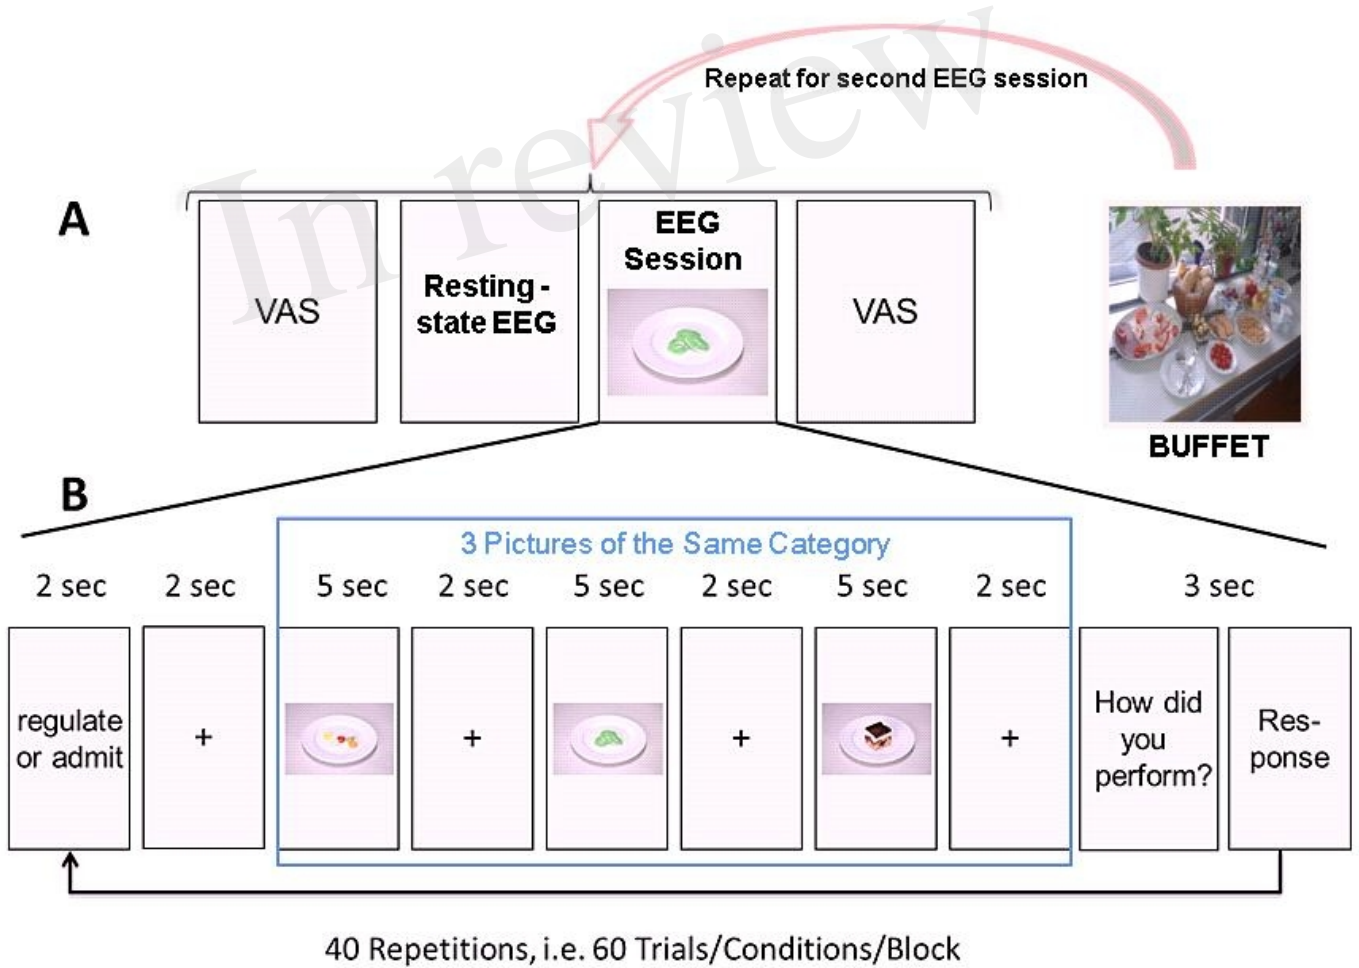 In review
Repeat for second EEG session
A
VAS
Resting -
state EEG
EEG
Session
VAS
BUFFET
B
3 Pictures of the Same Category
2 sec
2 sec
5 sec
2 sec
5 sec
2 sec
5 sec
2 sec
3 sec
regulate
or admit
+
+
+
+
How did
you
perform?
Res-
ponse
40 Repetitions, i.e. 60 Trials/Conditions/Block